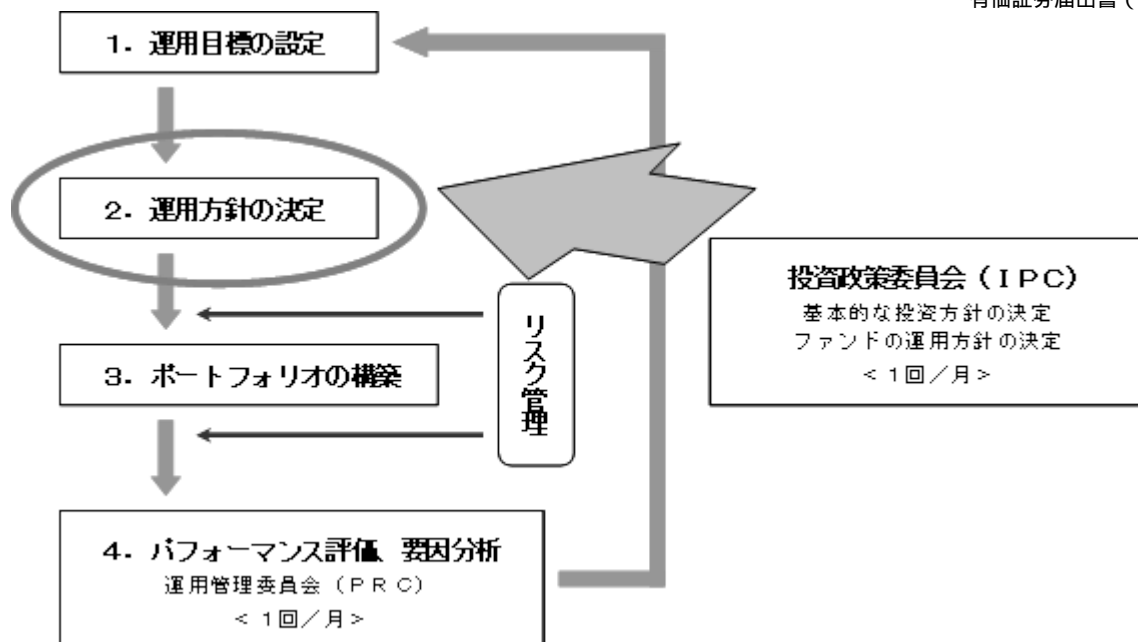 有価証券届出書（
１．運用目標の設定
２．運用方針の決定
投資政策委員会（ＩＰＣ）
基本的な投資方針の決定
ファンドの運用方針の決定
＜１回／月＞
リスク管理
３．ポートフォリオの構築
４．パフォーマンス評価、要因分析
運用管理委員会（ＰＲＣ）
＜１回／月＞